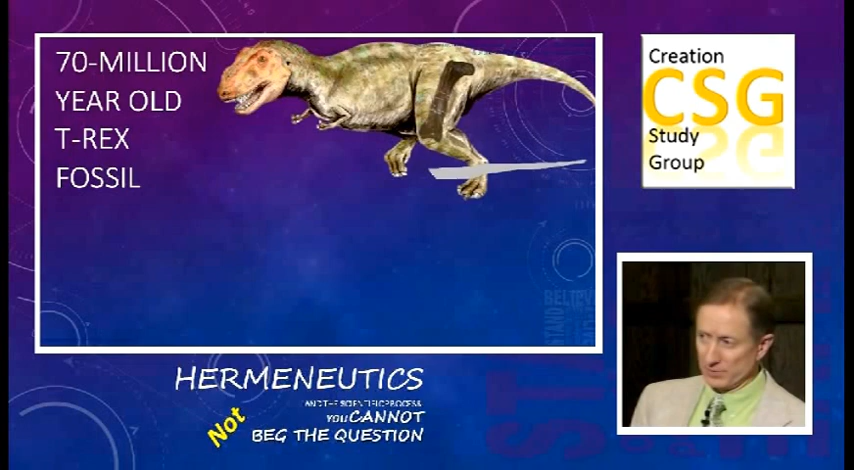 70-MILLION
YEAR OLD
T-REX
FOSSIL
Creation
CSG
Study
Group
HERMENEUTICS
AND THE SCIENTIFIC PROCESS
YOU CANNOT
Not
BEG THE QUESTION